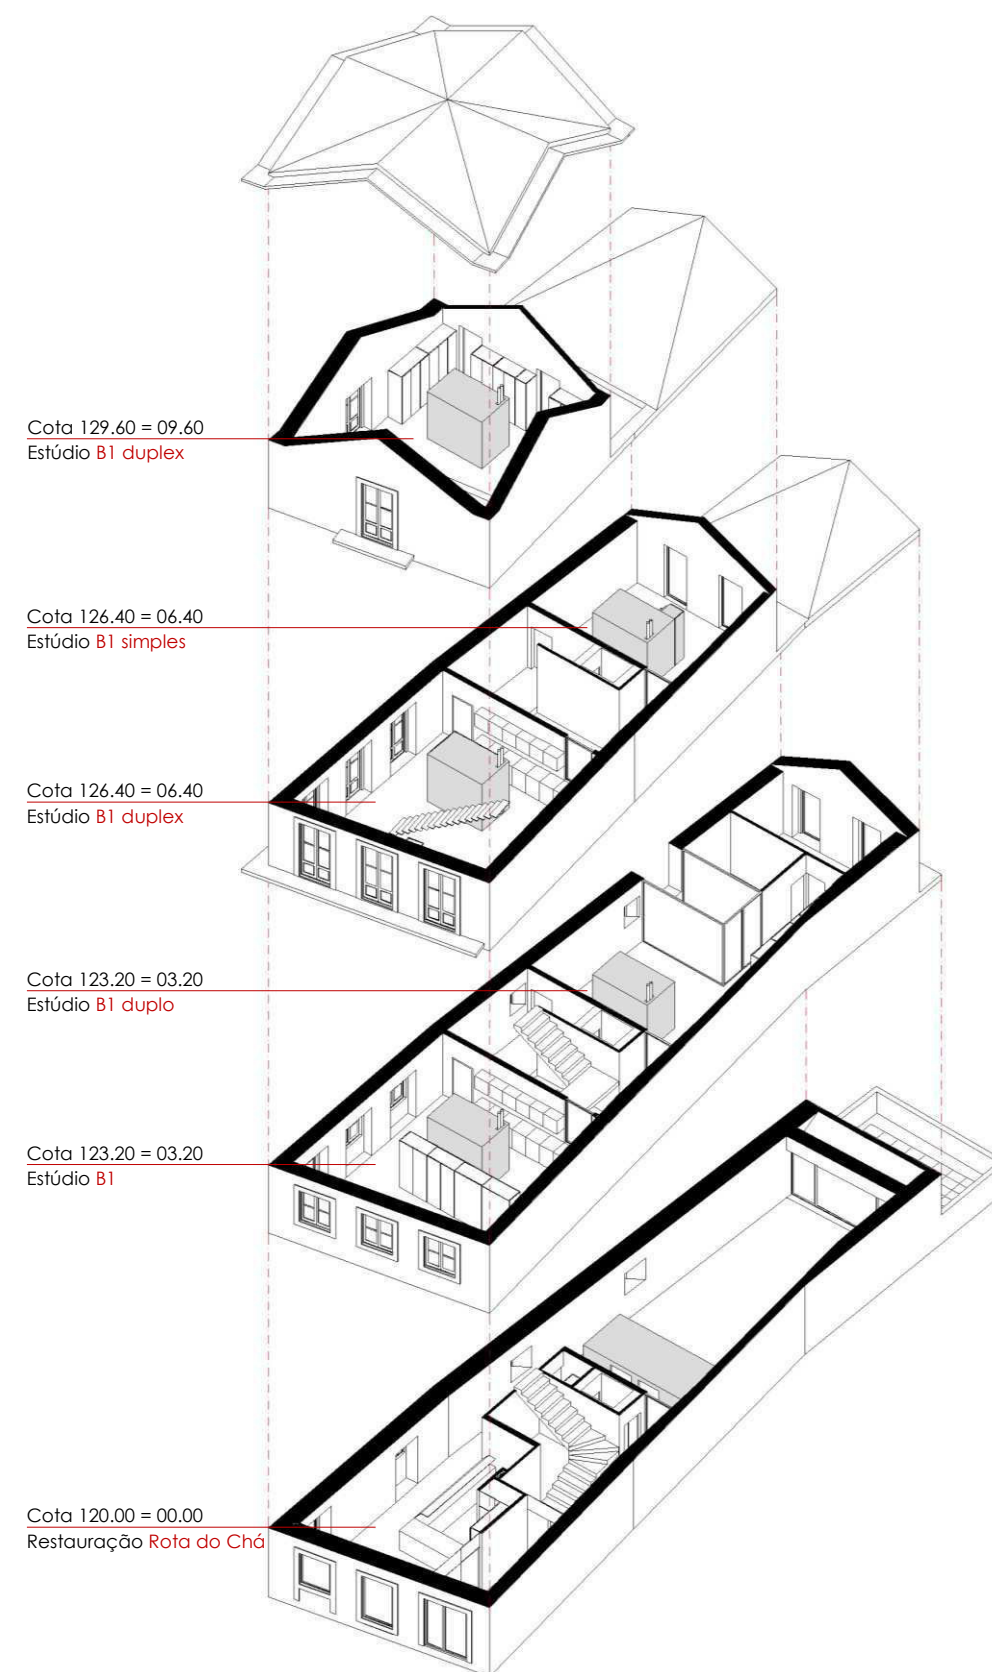 Cota 129.60 = 09.60
Estúdio B1 duplex
Cota 126.40 = 06.40
Estúdio B1 simples
Cota 126.40 = 06.40
Estúdio B1 duplex
Cota 123.20 = 03.20
Estúdio B1 duplo
Cota 123.20 = 03.20
Estúdio B1
Cota 120.00 = 00.00
Restauração Rota do Chá